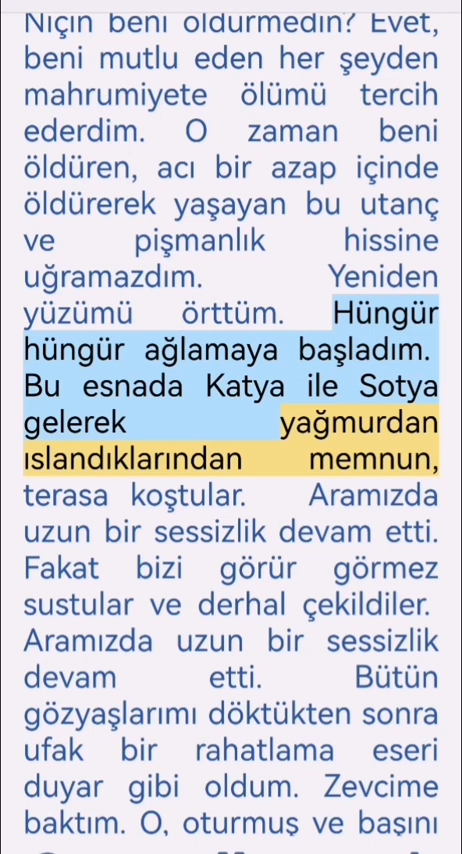 Niçin beni öldürmedin? Evet,
beni mutlu eden her şeyden
mahrumiyete ölümü tercih
ederdim. O zaman beni
öldüren, acı bir azap içinde
öldürerek yaşayan bu utanç
ve pişmanlık hissine
uğramazdım. Yeniden
yüzümü örttüm. Hüngür
hüngür ağlamaya başladım.
Bu esnada Katya ile Sotya
gelerek yağmurdan
ıslandıklarından memnun,
terasa koştular. Aramızda
uzun bir sessizlik devam etti.
Fakat bizi görür görmez
sustular ve derhal çekildiler.
Aramızda uzun bir sessizlik
devam etti. Bütün
gözyaşlarımı döktükten sonra
ufak bir rahatlama eseri
duyar gibi oldum. Zevcime
baktım. O, oturmuş ve başını